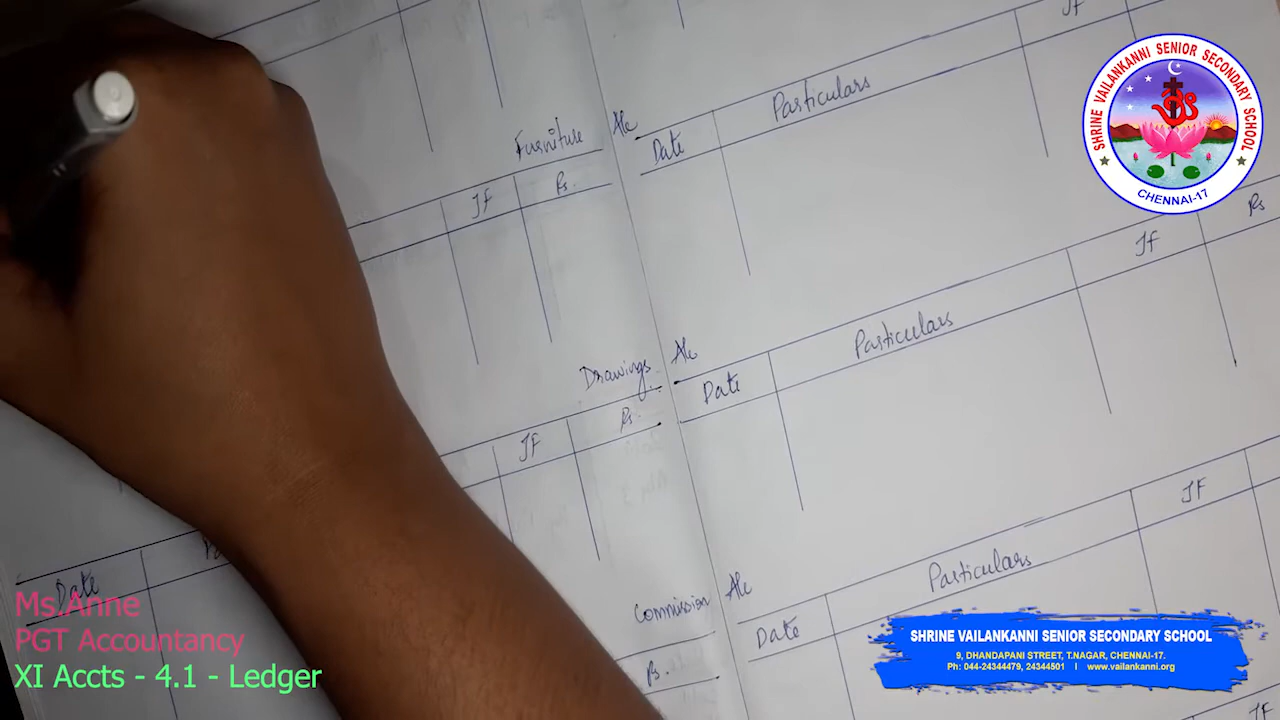 JF
Particulars
Furniture A/c
Date
JF Rs.
JF Rs
Particulars
Drawings A/c
Date
JF Rs.
JF
Particulars
Commission A/c
Date
Rs.
Date
JF
SHRINE VAILANKANNI SENIOR SECONDARY SCHOOL
CHENNAI-17
Ms.Anne
PGT Accountancy
XI Accts - 4.1 - Ledger
SHRINE VAILANKANNI SENIOR SECONDARY SCHOOL
9, DHANDAPANI STREET, T.NAGAR, CHENNAI-17.
Ph: 044-24344479, 24344501 I www.vailankanni.org